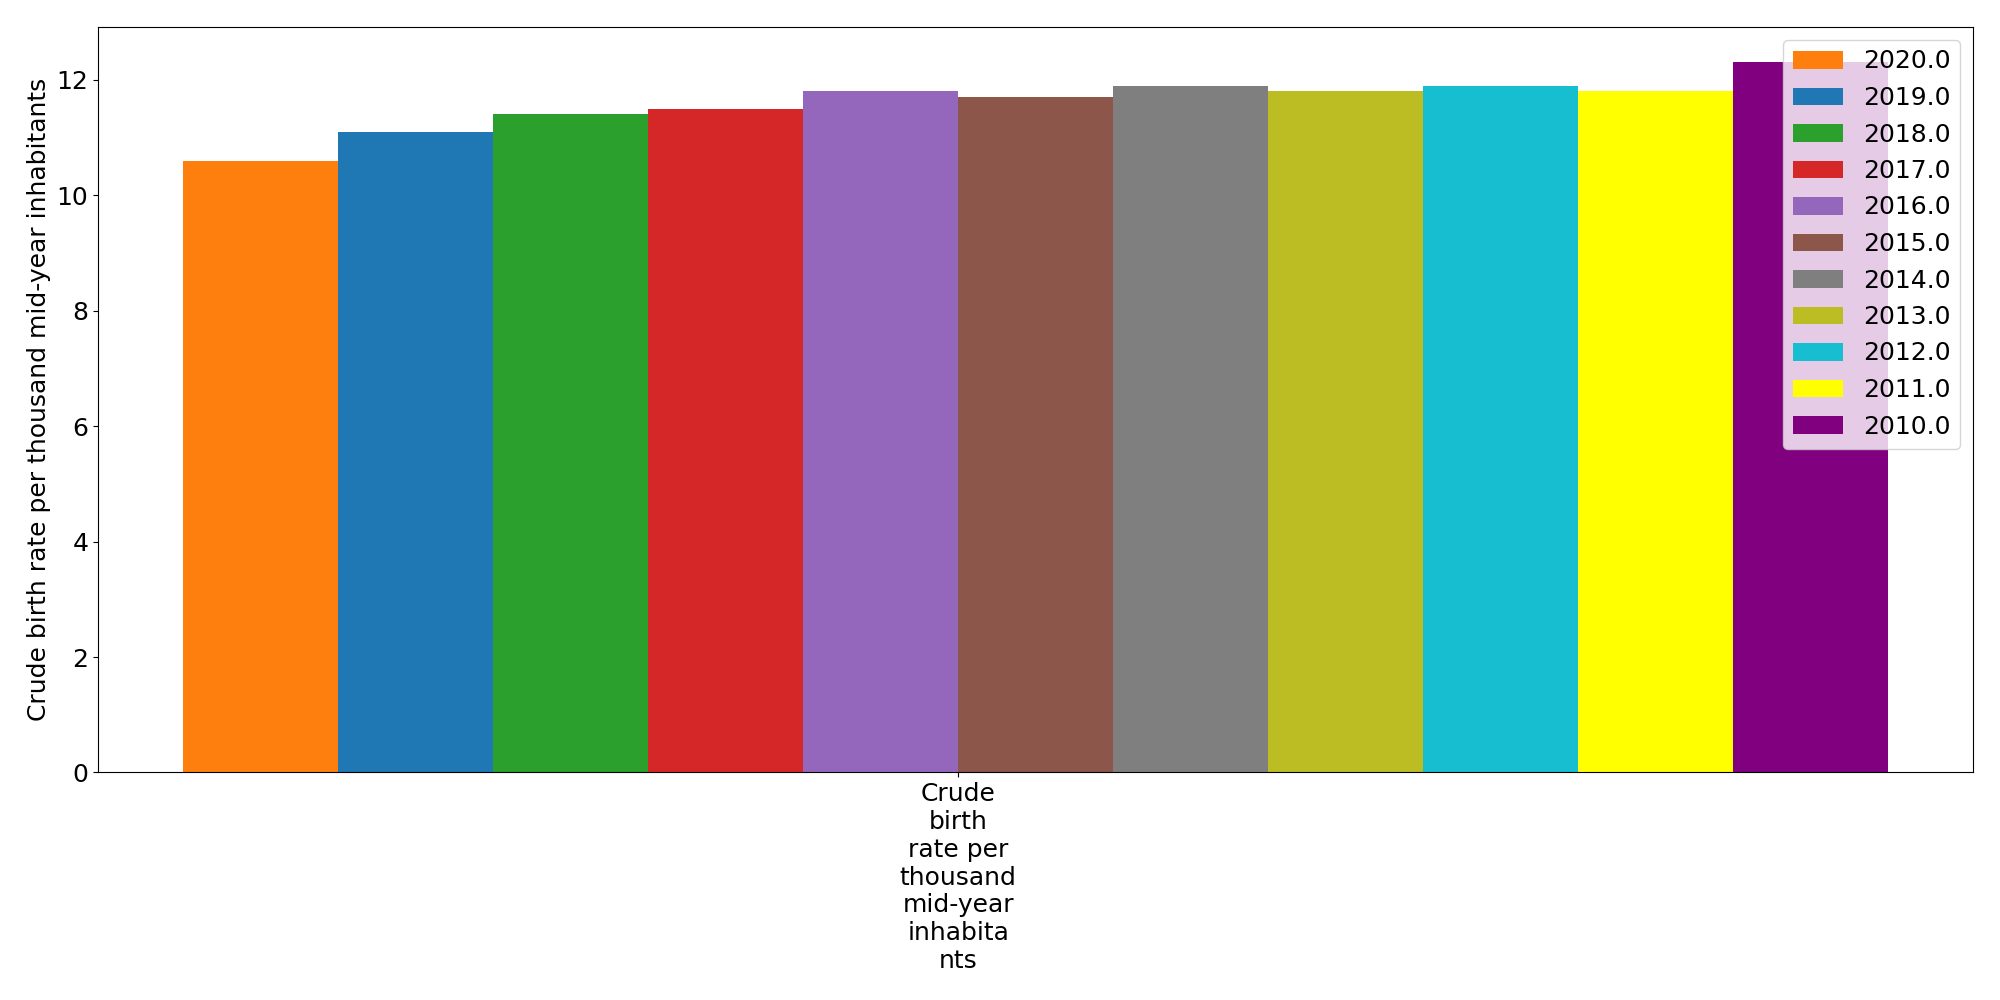 Crude birth rate per thousand mid-year inhabitants
12
10
8
6
4
2
0
2020.0
2019.0
2018.0
2017.0
2016.0
2015.0
2014.0
2013.0
2012.0
2011.0
2010.0
Crude
birth
rate per
thousand
mid-year
inhabita
nts